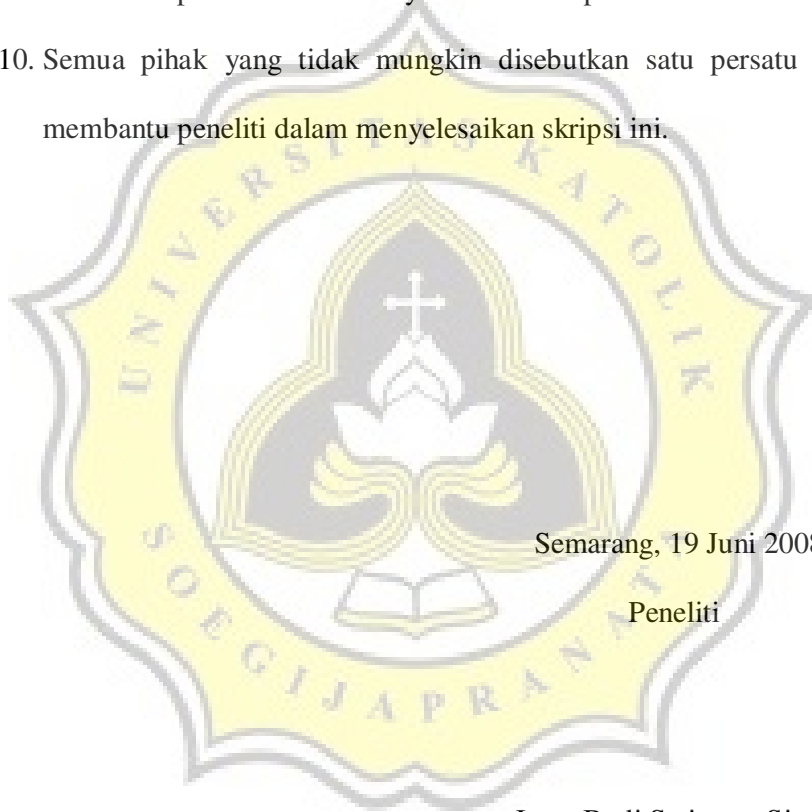 10. Semua pihak yang tidak mungkin disebutkan satu persatu
membantu peneliti dalam menyelesaikan skripsi ini.
UNIVERSITAS KATOLIK
SOEGIJAPRANATA
Semarang, 19 Juni 2008
Peneliti